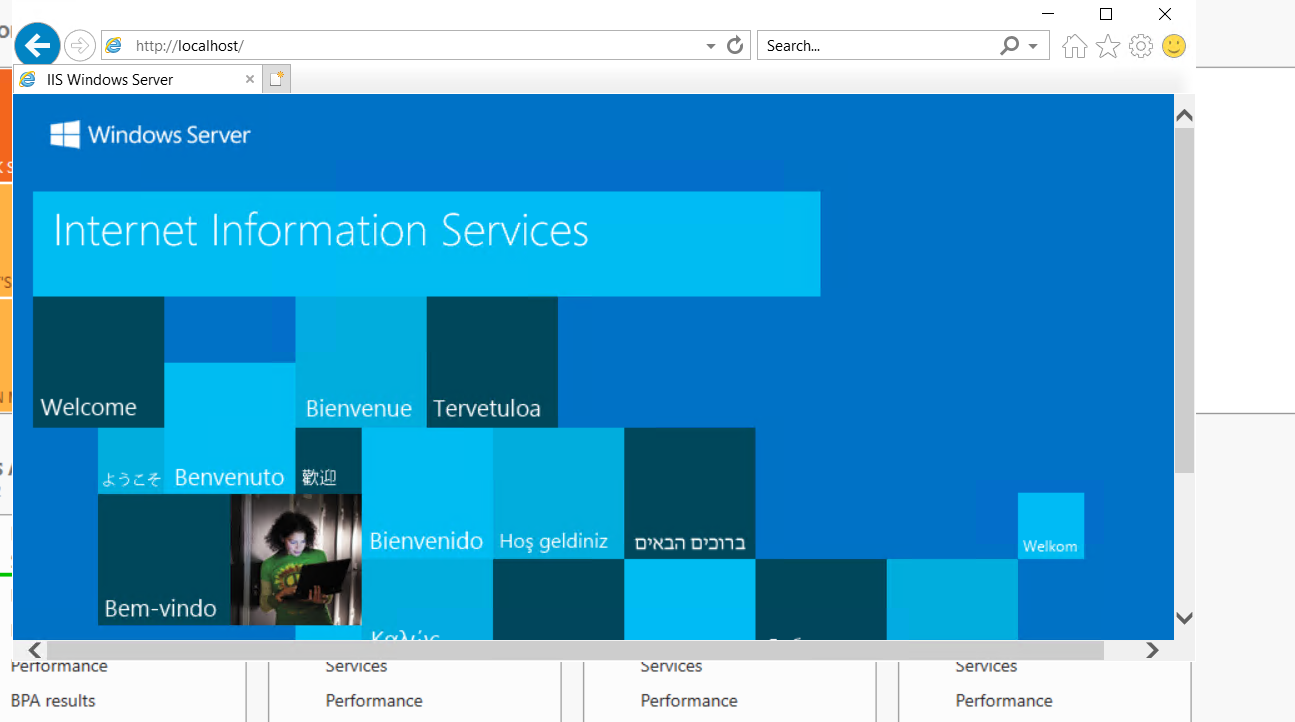 http://localhost/
Search...
IIS Windows Server
Windows Server
Internet Information Services
Welcome
Bienvenue
Tervetuloa
ようこそ
Benvenuto
歡迎
Bienvenido
Hoş geldiniz
ברוכים הבאים
Welkom
Bem-vindo
Καλώς
Performance
Services
Services
Services
BPA results
Performance
Performance
Performance